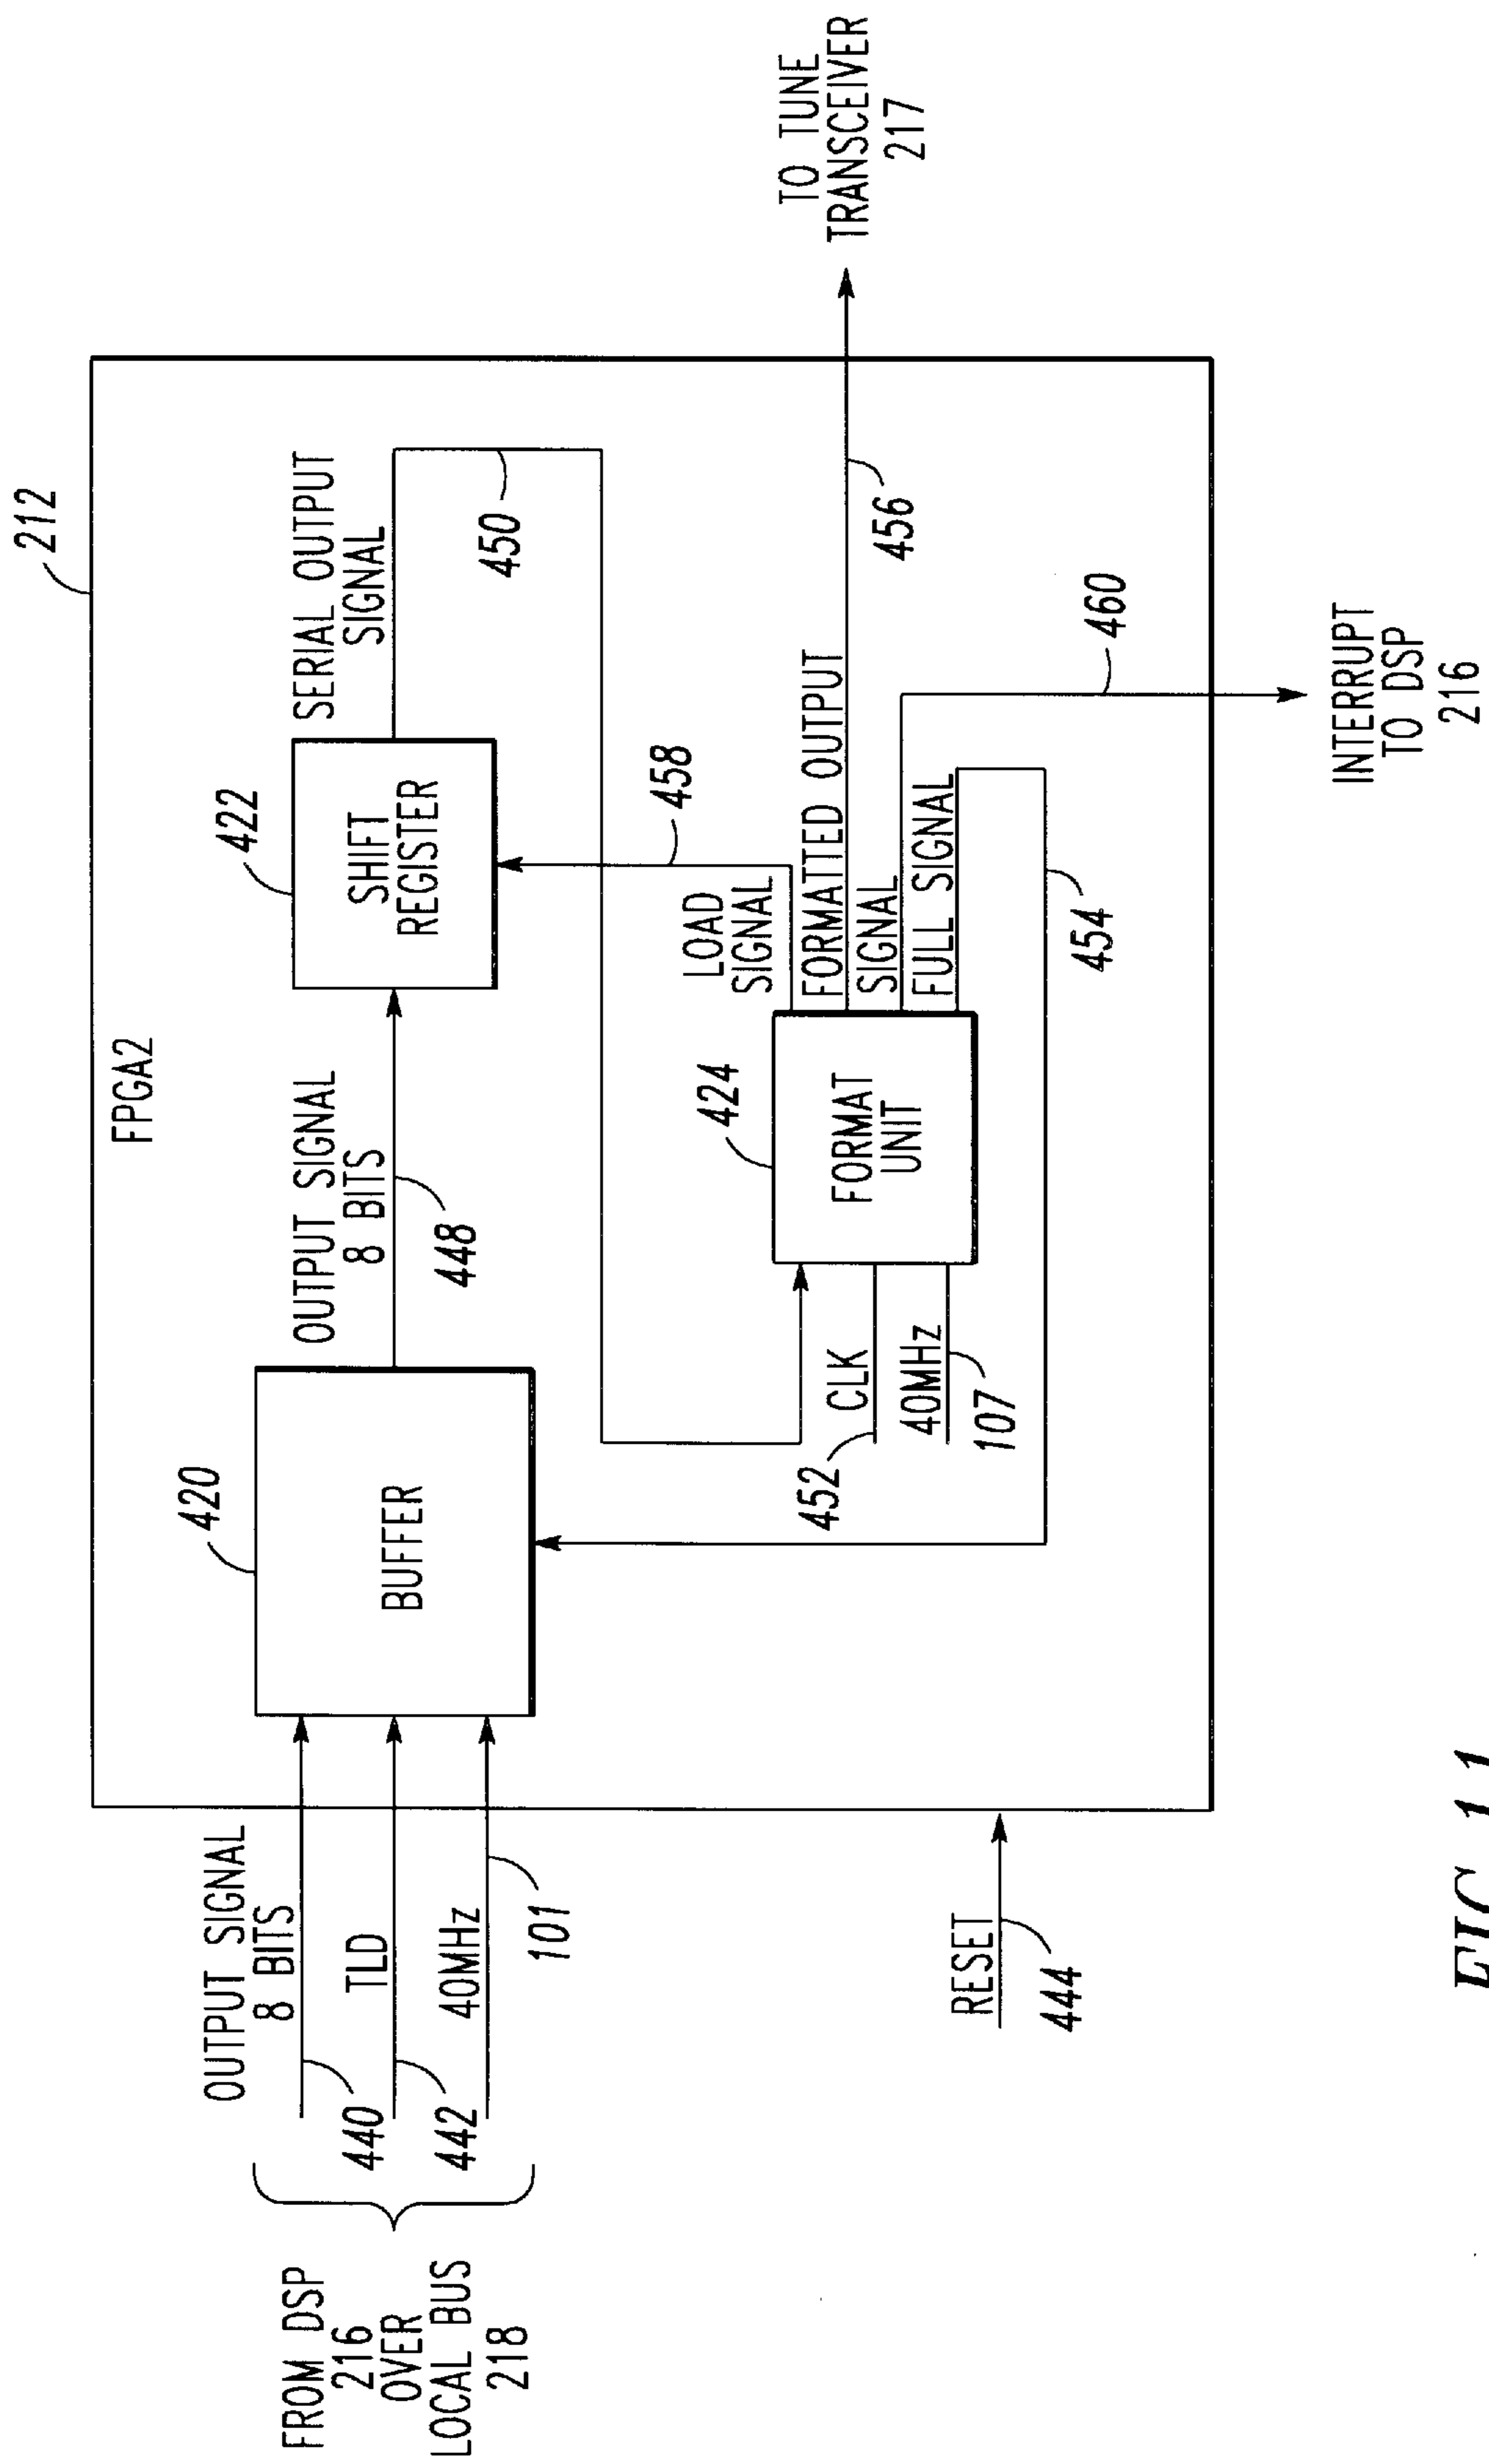 212
FPGA2
FROM DSP
216
OVER
LOCAL BUS
218
OUTPUT SIGNAL
8 BITS
440
TLD
442
40MHz
101
420
BUFFER
OUTPUT SIGNAL
8 BITS
448
422
SHIFT
REGISTER
SERIAL OUTPUT
SIGNAL
450
458
LOAD
SIGNAL
424
FORMAT
UNIT
452
CLK
40MHz
107
FORMATTED OUTPUT
SIGNAL
FULL SIGNAL
454
456
460
TO TUNE
TRANSCEIVER
217
RESET
444
INTERRUPT
TO DSP
216
FIG. 11